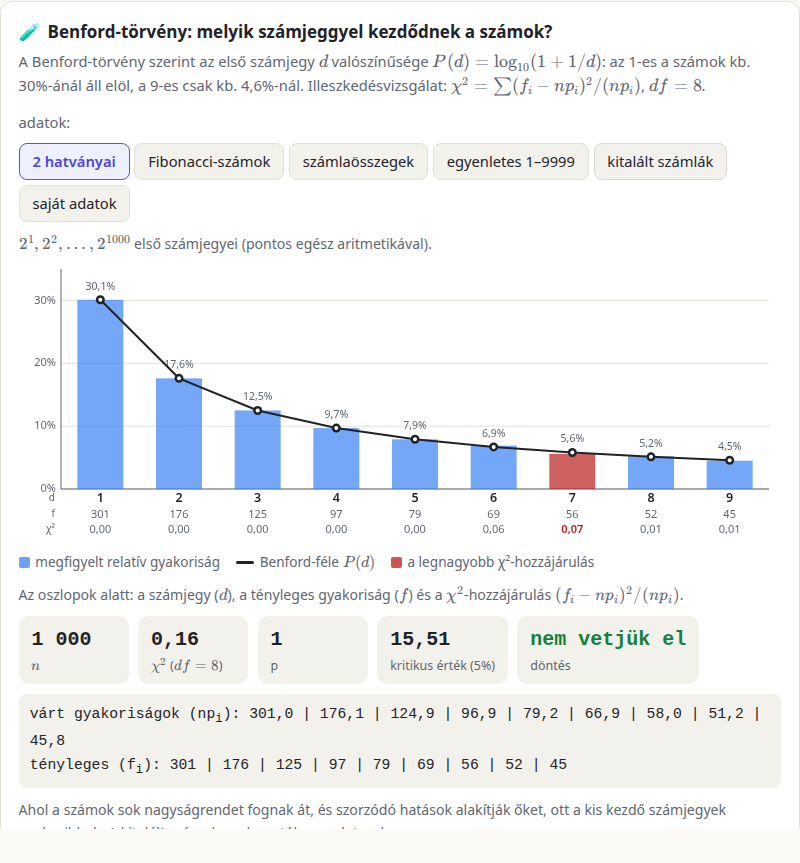 🧪 Benford-törvény: melyik számjeggyel kezdődnek a számok?
A Benford-törvény szerint az első számjegy d valószínűsége P(d) = log₁₀(1 + 1/d): az 1-es a számok kb.
30%-ánál áll elöl, a 9-es csak kb. 4,6%-nál. Illeszkedésvizsgálat: χ² = ∑(fᵢ − npᵢ)²/(npᵢ), df = 8.
adatok:
2 hatványai Fibonacci-számok számlaösszegek egyenletes 1–9999 kitalált számlák
saját adatok
2¹, 2², …, 2¹⁰⁰⁰ első számjegyei (pontos egész aritmetikával).
30,1%
30%
20%
17,6%
12,5%
10%
9,7%
7,9%
6,9%
5,6%
5,2%
4,5%
0%
d 1 2 3 4 5 6 7 8 9
f 301 176 125 97 79 69 56 52 45
χ² 0,00 0,00 0,00 0,00 0,00 0,06 0,07 0,01 0,01
megfigyelt relatív gyakoriság Benford-féle P(d) a legnagyobb χ²-hozzájárulás
Az oszlopok alatt: a számjegy (d), a tényleges gyakoriság (f) és a χ²-hozzájárulás (fᵢ − npᵢ)²/(npᵢ).
1 000 0,16 1 15,51 nem vetjük el
n χ² (df = 8) p kritikus érték (5%) döntés
várt gyakoriságok (npᵢ): 301,0 | 176,1 | 124,9 | 96,9 | 79,2 | 66,9 | 58,0 | 51,2 |
45,8
tényleges (fᵢ): 301 | 176 | 125 | 97 | 79 | 69 | 56 | 52 | 45
Ahol a számok sok nagyságrendet fognak át, és szorzódó hatások alakítják őket, ott a kis kezdő számjegyek